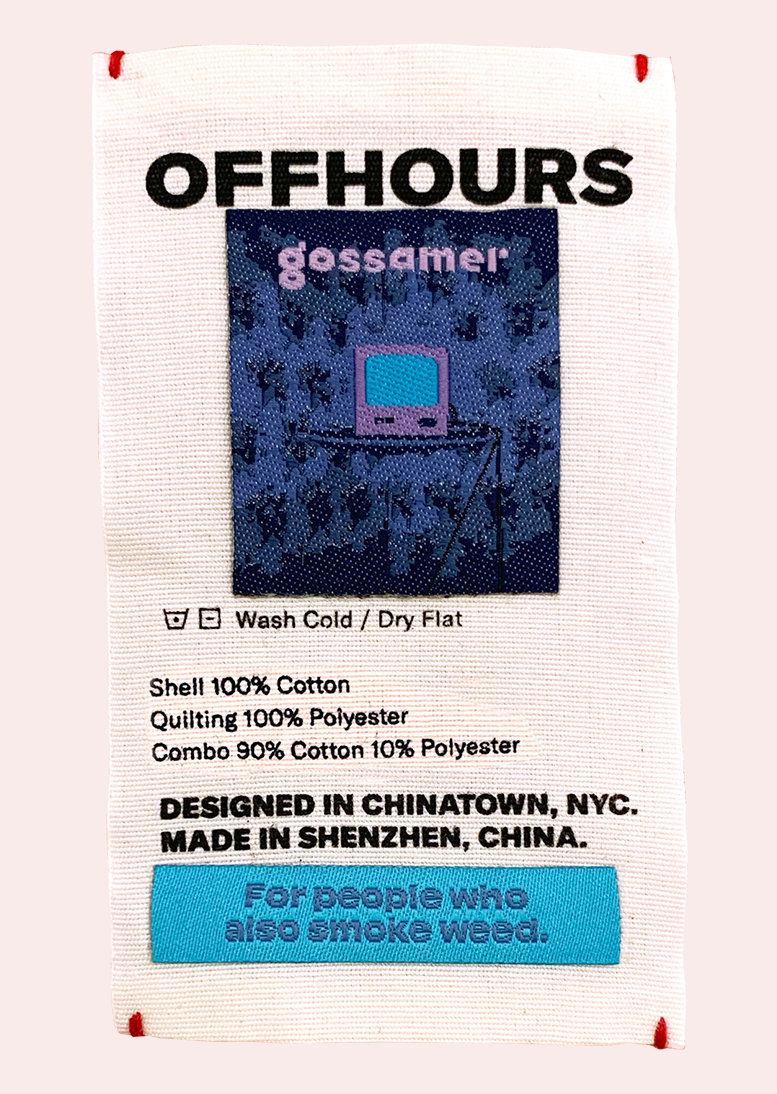 OFFHOURS
gossamer
Wash Cold / Dry Flat
Shell 100% Cotton
Quilting 100% Polyester
Combo 90% Cotton 10% Polyester
DESIGNED IN CHINATOWN, NYC.
MADE IN SHENZHEN, CHINA.
For people who
also smoke weed.